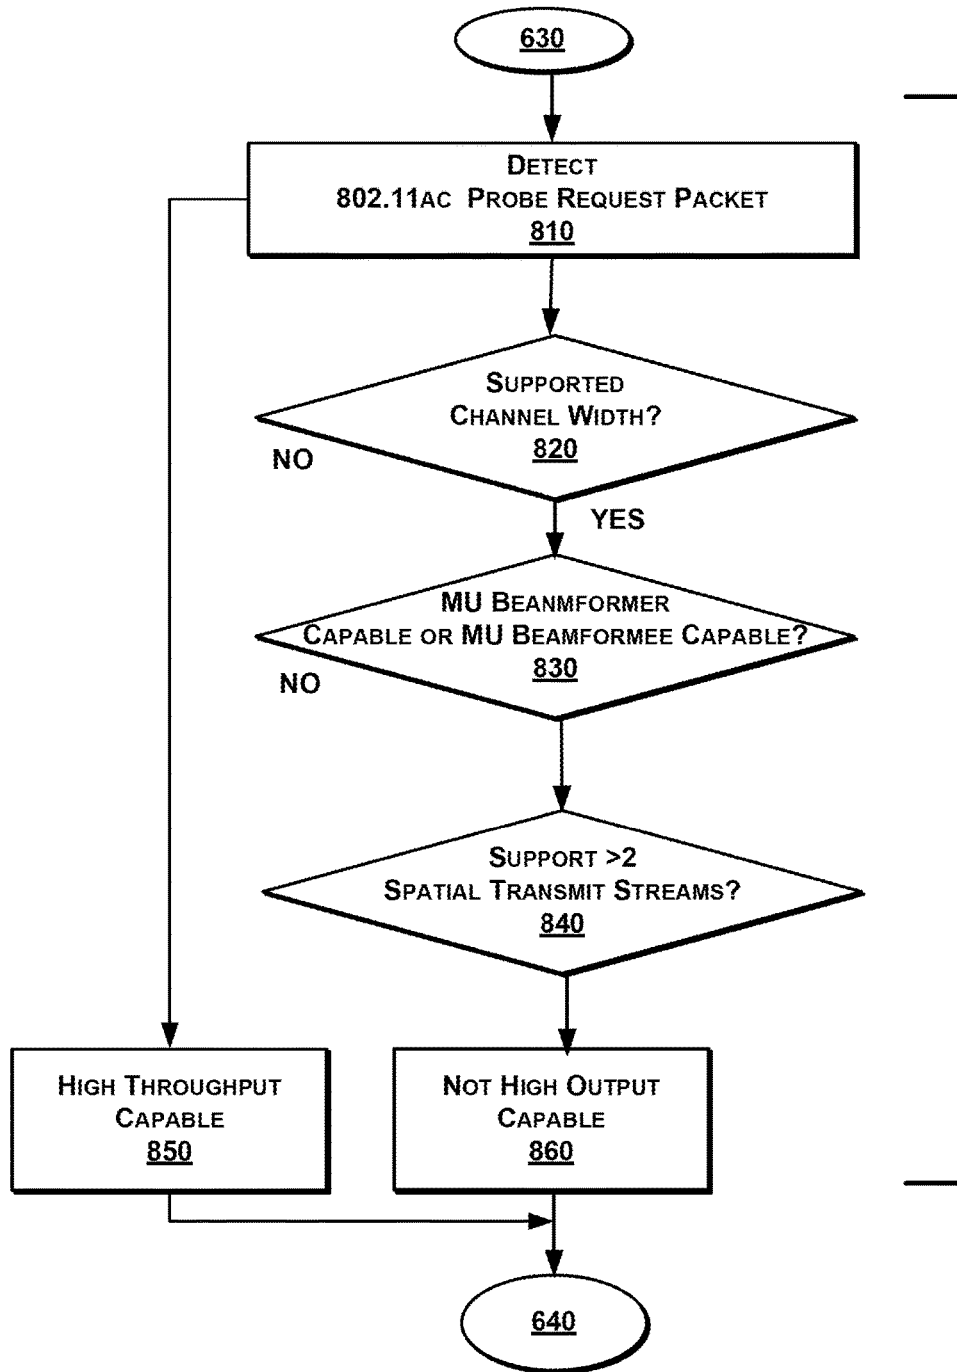 630
DETECT
802.11AC PROBE REQUEST PACKET
810
SUPPORTED
CHANNEL WIDTH?
820
NO
YES
MU BEANMFORMER
CAPABLE OR MU BEAMFORMEE CAPABLE?
830
NO
SUPPORT >2
SPATIAL TRANSMIT STREAMS?
840
HIGH THROUGHPUT
CAPABLE
850
NOT HIGH OUTPUT
CAPABLE
860
640